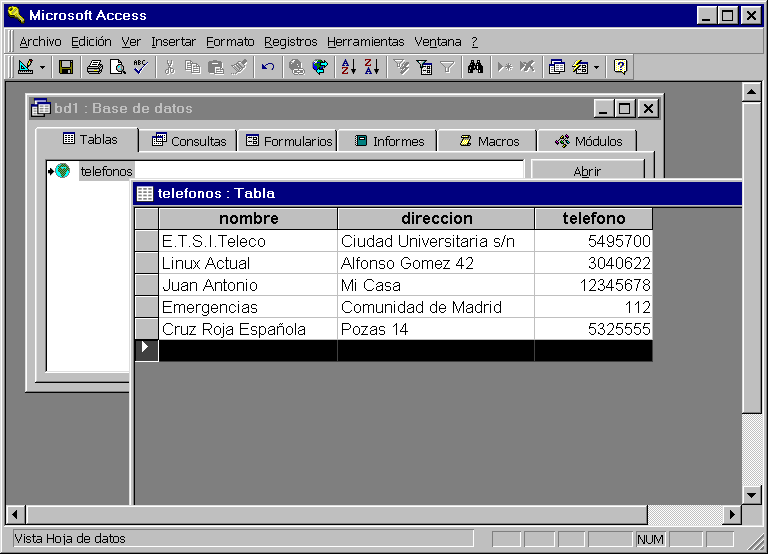 Microsoft Access
Archivo Edición Ver Insertar Formato Registros Herramientas Ventana ?
bd1 : Base de datos
Tablas Consultas Formularios Informes Macros Módulos
telefonos Abrir
telefonos : Tabla
nombre direccion telefono
E.T.S.I.Teleco Ciudad Universitaria s/n 5495700
Linux Actual Alfonso Gomez 42 3040622
Juan Antonio Mi Casa 12345678
Emergencias Comunidad de Madrid 112
Cruz Roja Española Pozas 14 5325555
Vista Hoja de datos NUM